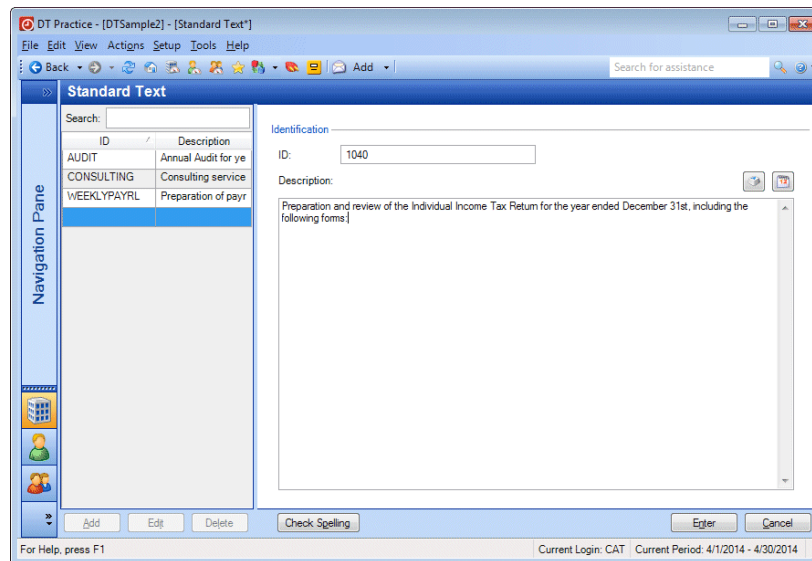 DT Practice - [DTSample2] - [Standard Text*]
File Edit View Actions Setup Tools Help
Back Add Search for assistance
Standard Text
Search:
ID Description
AUDIT Annual Audit for ye
CONSULTING Consulting service
WEEKLYPAYRL Preparation of payr
Navigation Pane
Identification
ID: 1040
Description:
Preparation and review of the Individual Income Tax Return for the year ended December 31st, including the
following forms:
Add Edit Delete Check Spelling Enter Cancel
For Help, press F1 Current Login: CAT Current Period: 4/1/2014 - 4/30/2014